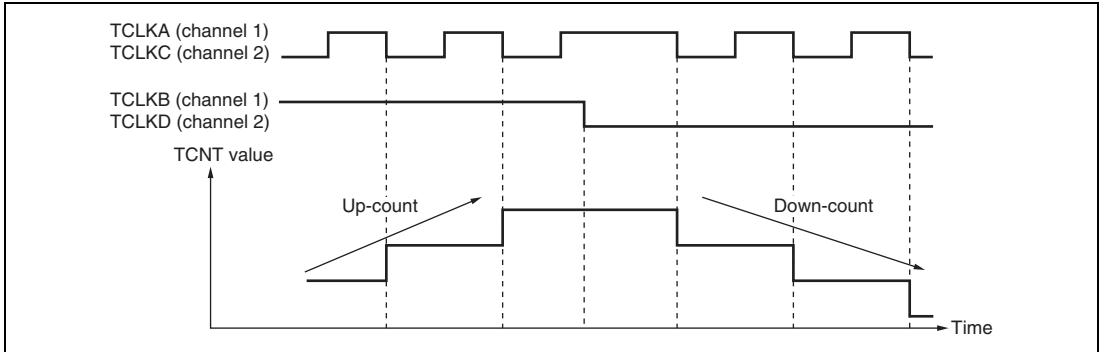 TCLKA (channel 1)
TCLKC (channel 2)
TCLKB (channel 1)
TCLKD (channel 2)
TCNT value
Up-count
Down-count
Time